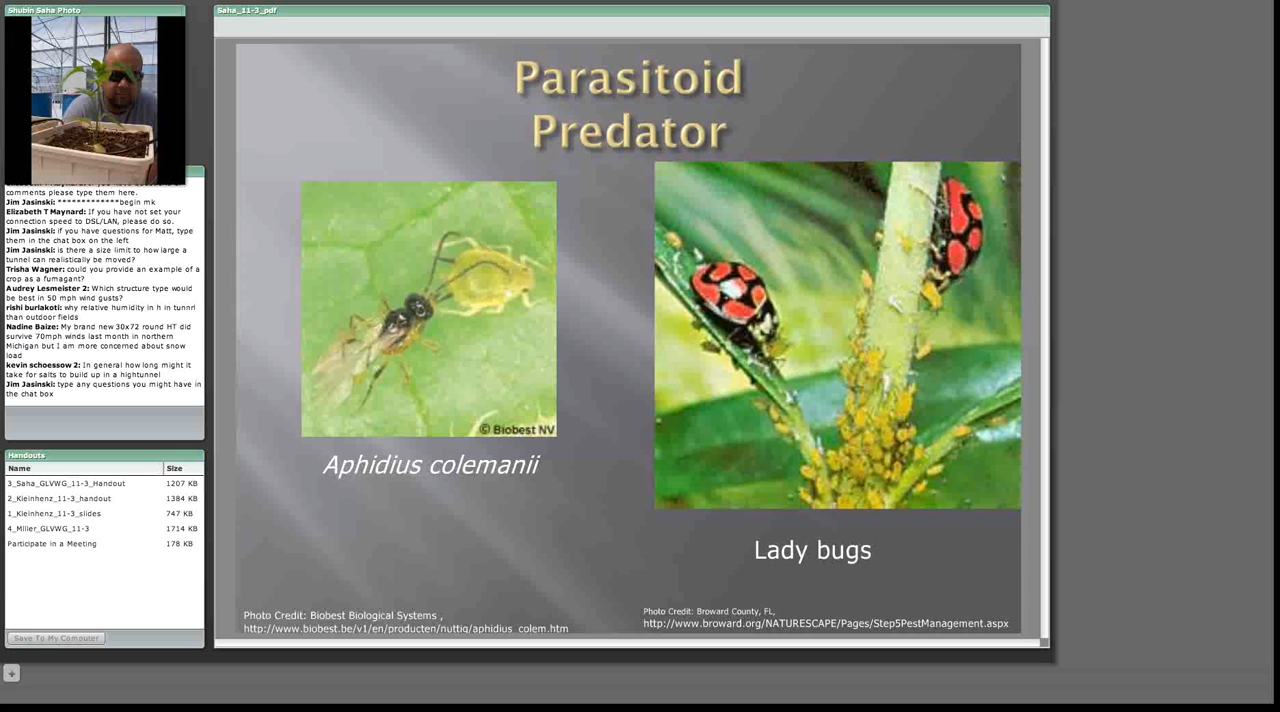 Shubin Saha Photo
comments please type them here.
Jim Jasinski: *************begin mk
Elizabeth T Maynard: If you have not set your
connection speed to DSL/LAN, please do so.
Jim Jasinski: if you have questions for Matt, type
them in the chat box on the left
Jim Jasinski: is there a size limit to how large a
tunnel can realistically be moved?
Trisha Wagner: could you provide an example of a
crop as a fumagant?
Audrey Lesmeister 2: Which structure type would
be best in 50 mph wind gusts?
rishi burlakoti: why relative humidity in h in tunnrl
than outdoor fields
Nadine Baize: My brand new 30x72 round HT did
survive 70mph winds last month in northern
Michigan but I am more concerned about snow
load
kevin schoessow 2: In general how long might it
take for salts to build up in a hightunnel
Jim Jasinski: type any questions you might have in
the chat box
Handouts
Name Size
3_Saha_GLVWG_11-3_Handout 1207 KB
2_Kleinhenz_11-3_handout 1384 KB
1_Kleinhenz_11-3_slides 747 KB
4_Miller_GLVWG_11-3 1714 KB
Participate in a Meeting 178 KB
Save To My Computer
Saha_11-3_pdf
Parasitoid
Predator
© Biobest NV
Aphidius colemanii
Lady bugs
Photo Credit: Biobest Biological Systems ,
http://www.biobest.be/v1/en/producten/nuttig/aphidius_colem.htm
Photo Credit: Broward County, FL,
http://www.broward.org/NATURESCAPE/Pages/Step5PestManagement.aspx